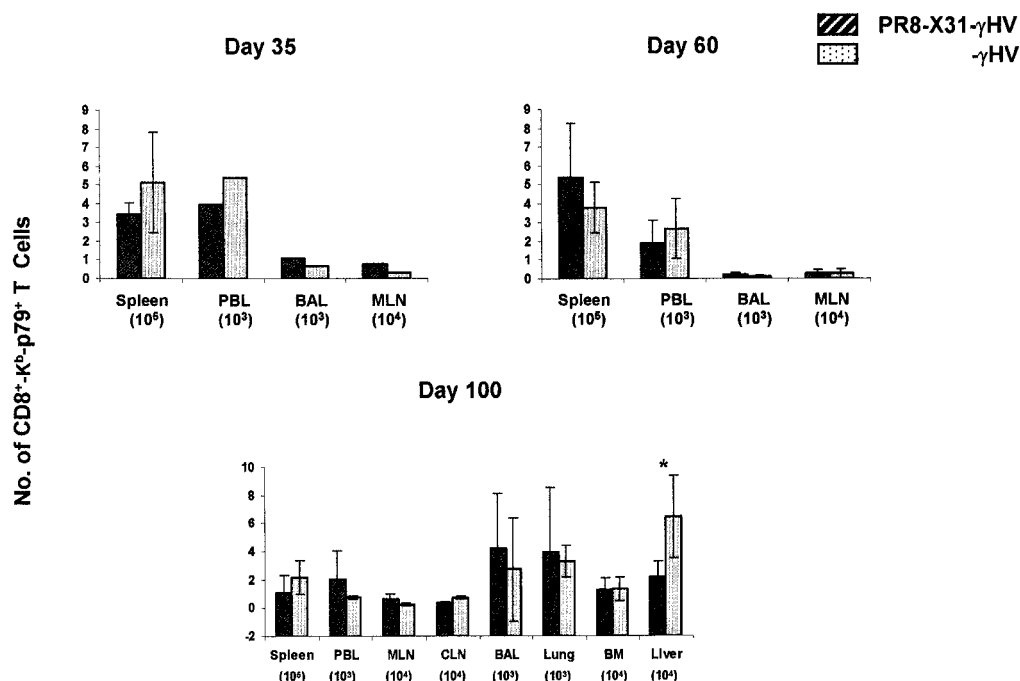 PR8-X31-γHV
-γHV
Day 35
Day 60
No. of CD8⁺-Kᵇ-p79⁺ T Cells
9
8
7
6
5
4
3
2
1
0
Spleen PBL BAL MLN
(10⁵) (10³) (10³) (10⁴)
9
8
7
6
5
4
3
2
1
0
Spleen PBL BAL MLN
(10⁵) (10³) (10³) (10⁴)
Day 100
10
8
6
4
2
0
-2
*
Spleen PBL MLN CLN BAL Lung BM Liver
(10⁵) (10³) (10⁴) (10⁴) (10³) (10³) (10⁴) (10⁴)